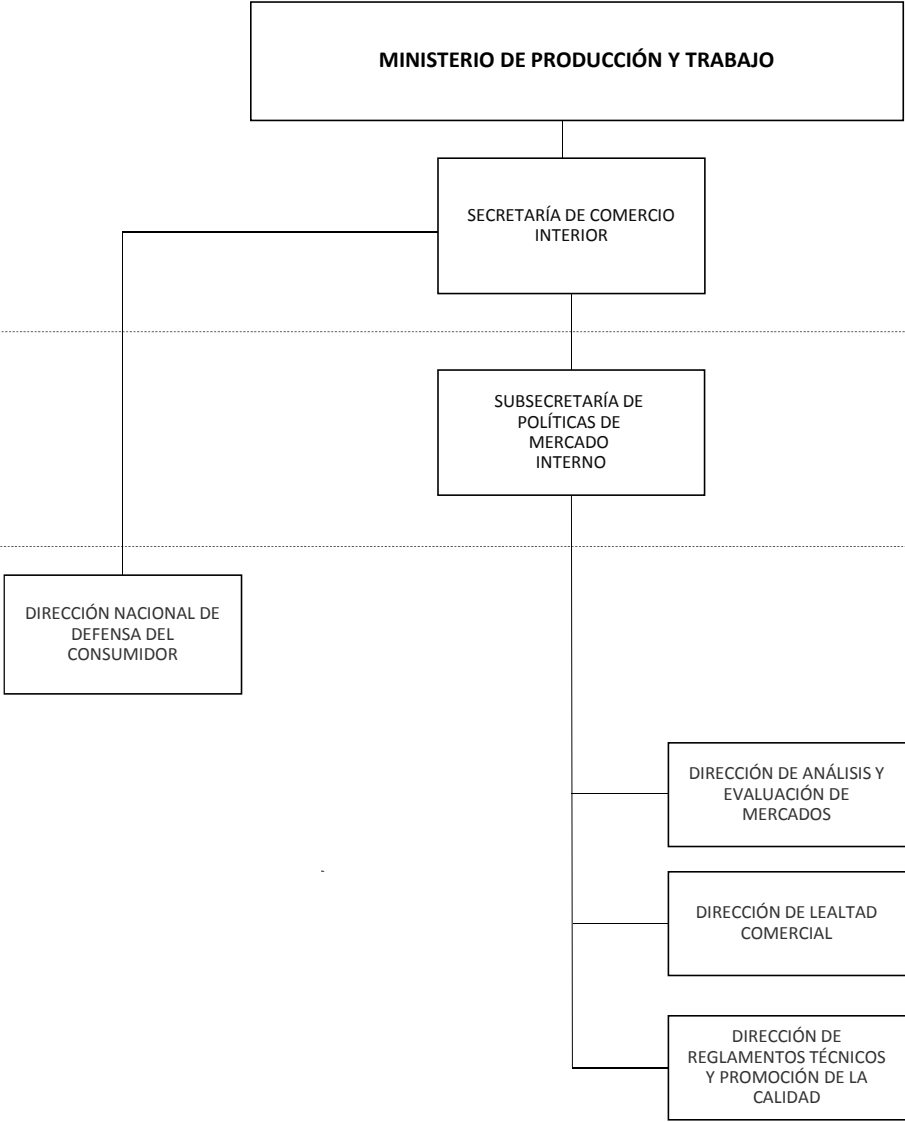 MINISTERIO DE PRODUCCIÓN Y TRABAJO
SECRETARÍA DE COMERCIO
INTERIOR
SUBSECRETARÍA DE
POLÍTICAS DE
MERCADO
INTERNO
DIRECCIÓN NACIONAL DE
DEFENSA DEL
CONSUMIDOR
DIRECCIÓN DE ANÁLISIS Y
EVALUACIÓN DE
MERCADOS
DIRECCIÓN DE LEALTAD
COMERCIAL
DIRECCIÓN DE
REGLAMENTOS TÉCNICOS
Y PROMOCIÓN DE LA
CALIDAD